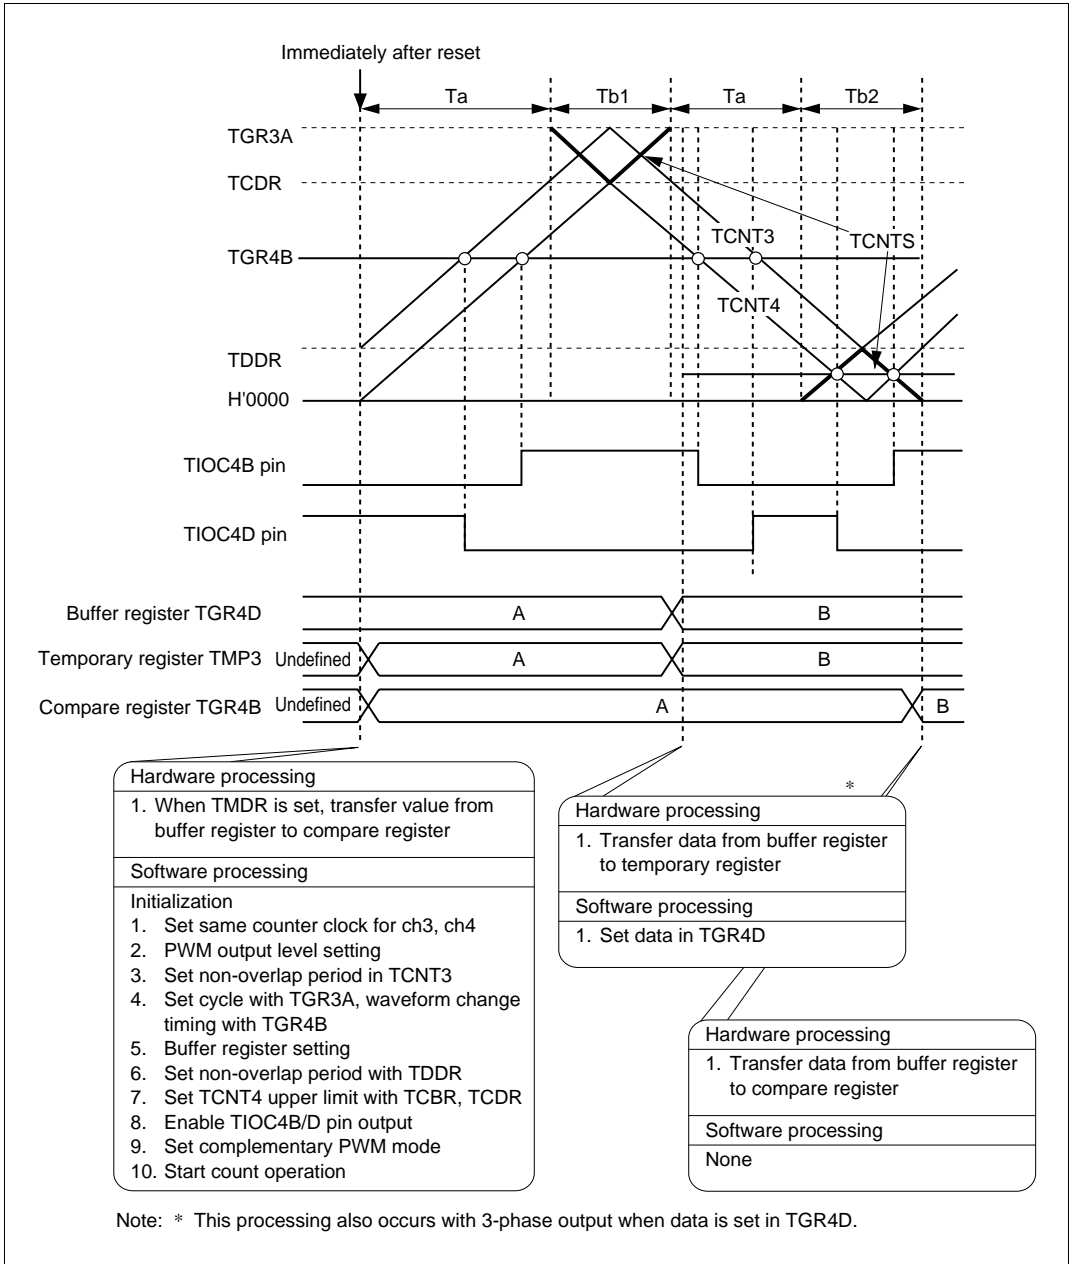 Immediately after reset
Ta Tb1 Ta Tb2
TGR3A
TCDR
TCNT3
TCNTS
TGR4B
TCNT4
TDDR
H'0000
TIOC4B pin
TIOC4D pin
Buffer register TGR4D A B
Temporary register TMP3 Undefined A B
Compare register TGR4B Undefined A B
Hardware processing
1. When TMDR is set, transfer value from
buffer register to compare register
Software processing
Initialization
1. Set same counter clock for ch3, ch4
2. PWM output level setting
3. Set non-overlap period in TCNT3
4. Set cycle with TGR3A, waveform change
timing with TGR4B
5. Buffer register setting
6. Set non-overlap period with TDDR
7. Set TCNT4 upper limit with TCBR, TCDR
8. Enable TIOC4B/D pin output
9. Set complementary PWM mode
10. Start count operation
*
Hardware processing
1. Transfer data from buffer register
to temporary register
Software processing
1. Set data in TGR4D
Hardware processing
1. Transfer data from buffer register
to compare register
Software processing
None
Note: * This processing also occurs with 3-phase output when data is set in TGR4D.